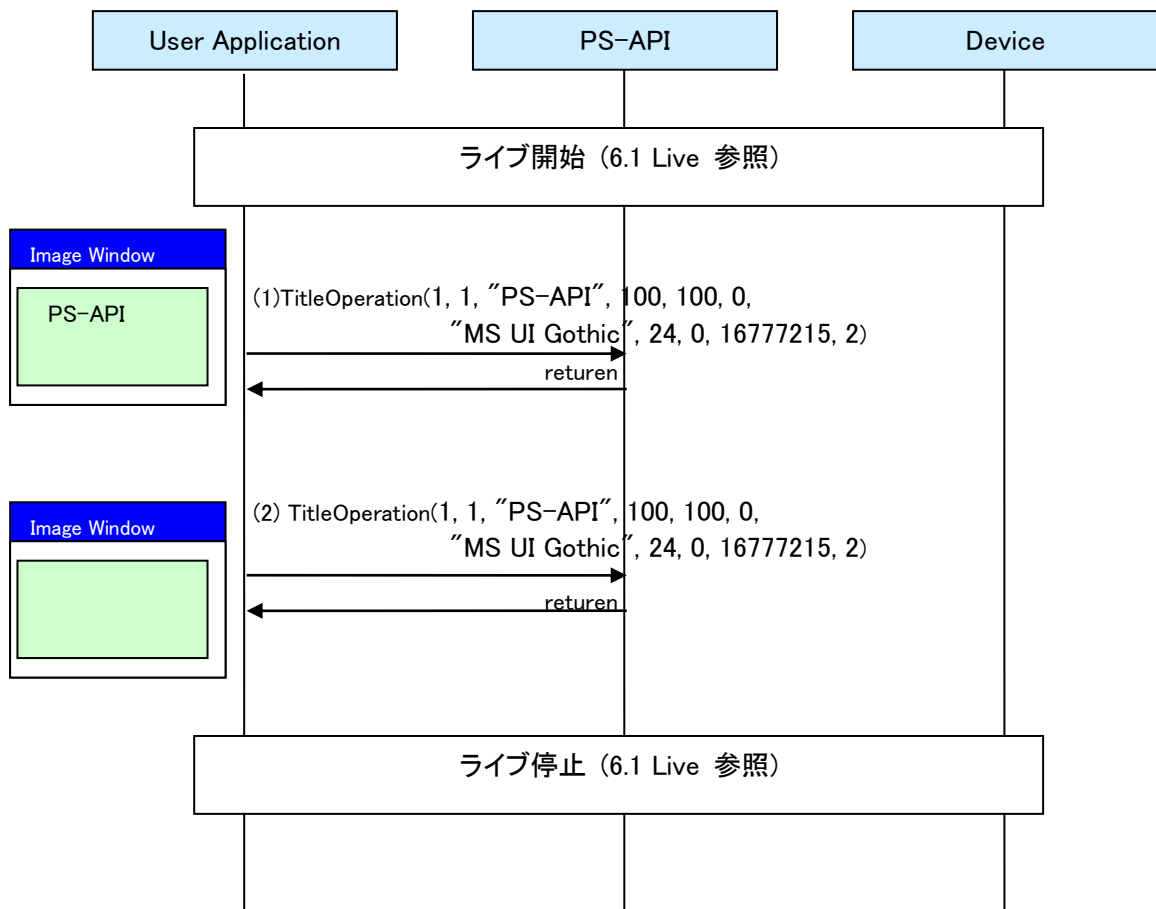 User Application
PS-API
Device
ライブ開始 (6.1 Live 参照)
Image Window
PS-API
(1)TitleOperation(1, 1, "PS-API", 100, 100, 0,
"MS UI Gothic", 24, 0, 16777215, 2)
returen
Image Window
(2) TitleOperation(1, 1, "PS-API", 100, 100, 0,
"MS UI Gothic", 24, 0, 16777215, 2)
returen
ライブ停止 (6.1 Live 参照)